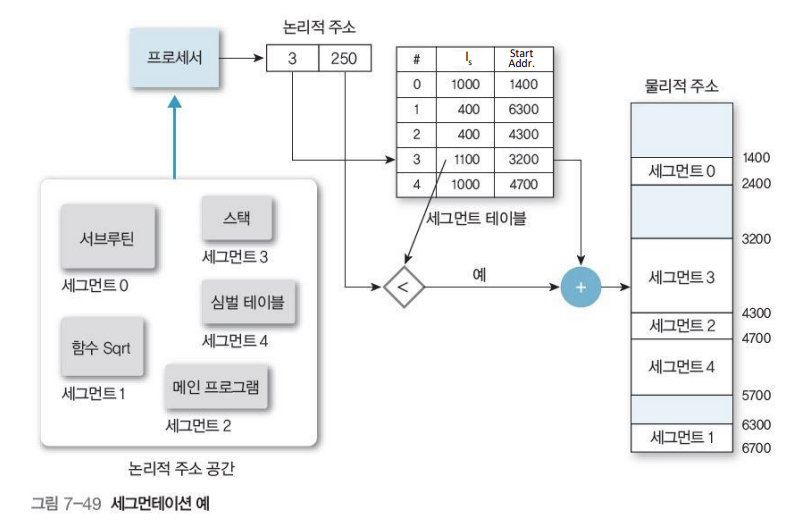 논리적 주소
프로세서
3 250
# ls Start Addr.
0 1000 1400
1 400 6300
2 400 4300
3 1100 3200
4 1000 4700
세그먼트 테이블
물리적 주소
1400
세그먼트 0
2400
3200
세그먼트 3
4300
세그먼트 2
4700
세그먼트 4
5700
6300
세그먼트 1
6700
<
예
+
서브루틴
세그먼트 0
스택
세그먼트 3
심벌 테이블
세그먼트 4
함수 Sqrt
세그먼트 1
메인 프로그램
세그먼트 2
논리적 주소 공간
그림 7-49 세그먼테이션 예